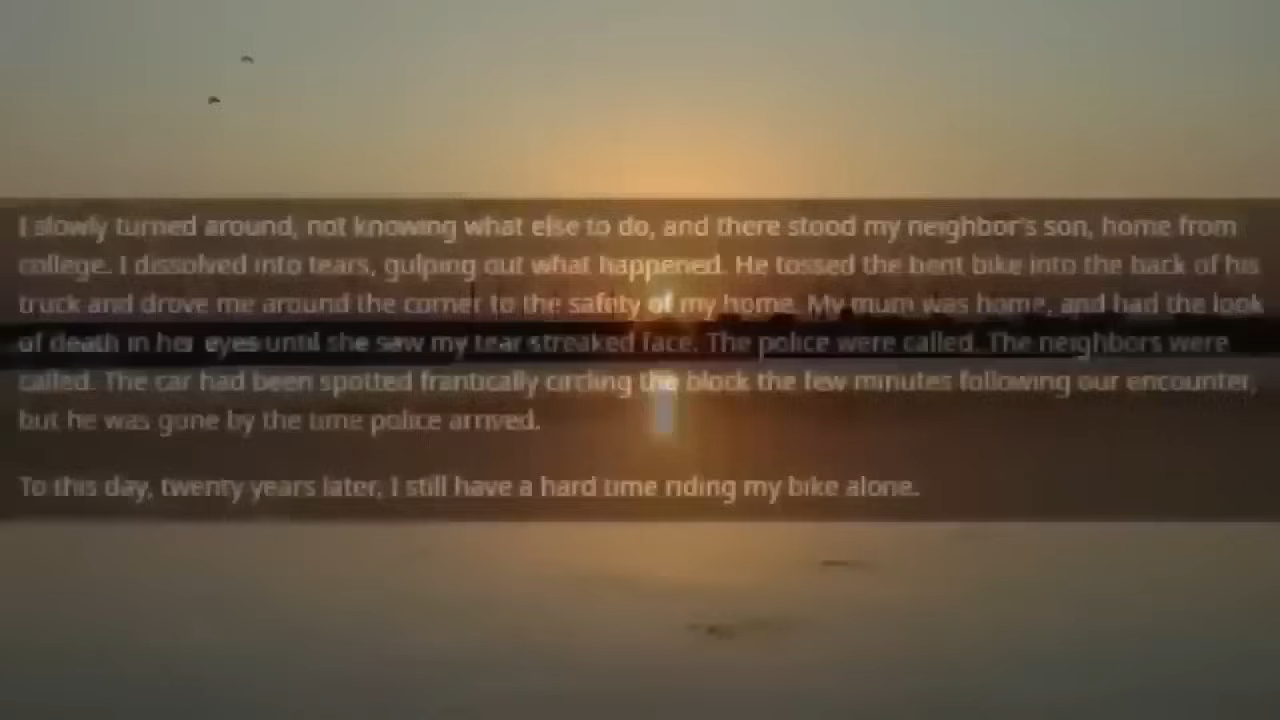 I slowly turned around, not knowing what else to do, and there stood my neighbor's son, home from
college. I dissolved into tears, gulping out what happened. He tossed the bent bike into the back of his
truck and drove me around the corner to the safety of my home. My mum was home, and had the look
of death in her eyes until she saw my tear streaked face. The police were called. The neighbors were
called. The car had been spotted frantically circling the block the few minutes following our encounter,
but he was gone by the time police arrived.
To this day, twenty years later, I still have a hard time riding my bike alone.